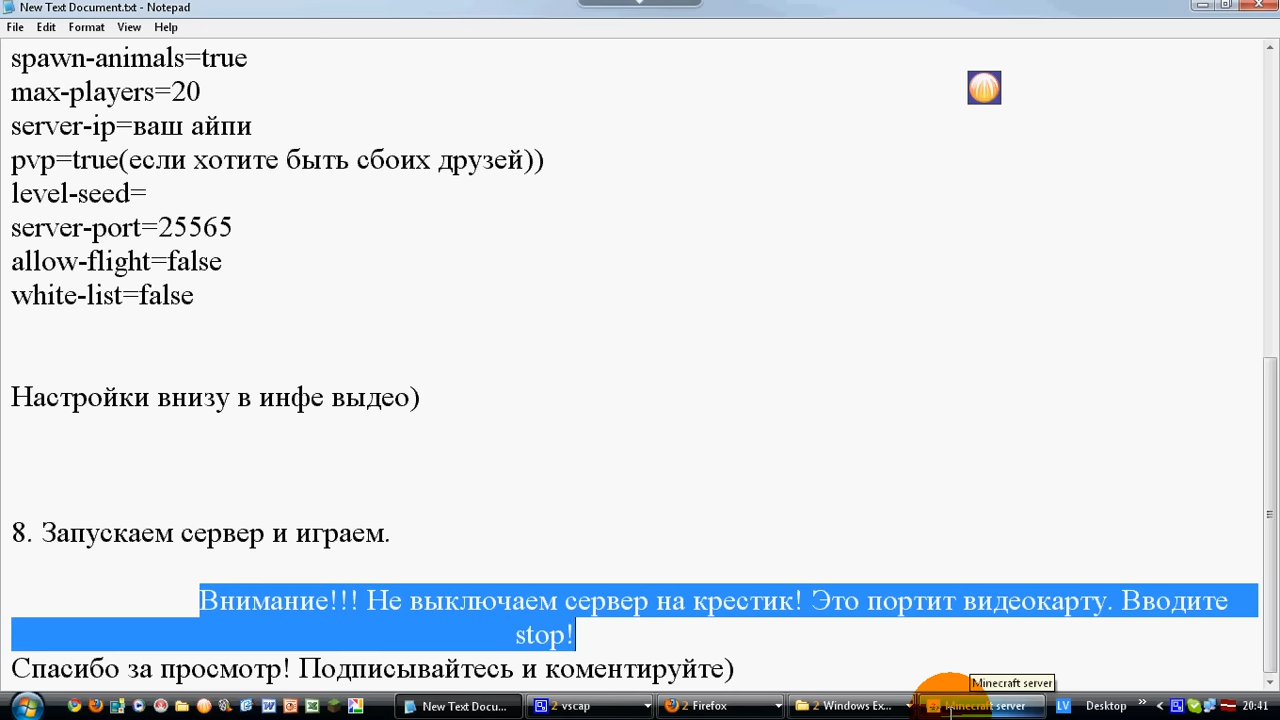 New Text Document.txt - Notepad
File Edit Format View Help
spawn-animals=true
max-players=20
server-ip=ваш айпи
pvp=true(если хотите быть сбоих друзей))
level-seed=
server-port=25565
allow-flight=false
white-list=false
Настройки внизу в инфе выдео)
8. Запускаем сервер и играем.
Внимание!!! Не выключаем сервер на крестик! Это портит видеокарту. Вводите
stop!
Спасибо за просмотр! Подписывайтесь и коментируйте)
Minecraft server
New Text Docu... 2 vscap 2 Firefox 2 Windows Ex... Minecraft server LV Desktop » 20:41